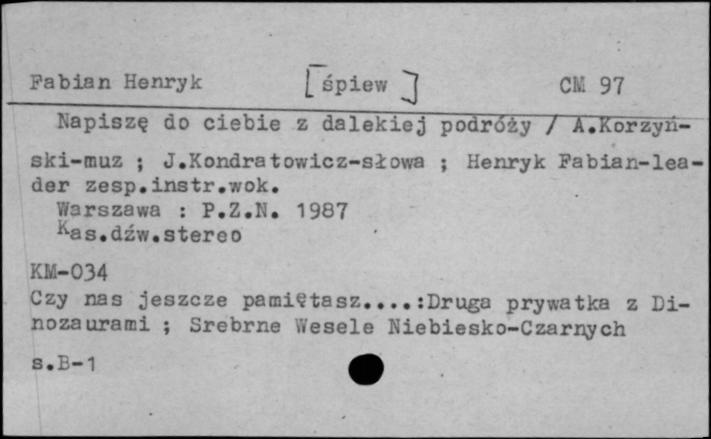 Fabian Henryk [śpiew] CM 97
Napiszę do ciebie z dalekiej podróży / A.Korzyń-
ski-muz ; J.Kondratowicz-słowa ; Henryk Fabian-lea-
der zesp.instr.wok.
Warszawa : P.Z.N. 1987
Kas.dźw.stereo
KM-034
Czy nas jeszcze pamiętasz....:Druga prywatka z Di-
nozaurami ; Srebrne Wesele Niebiesko-Czarnych
s.B-1